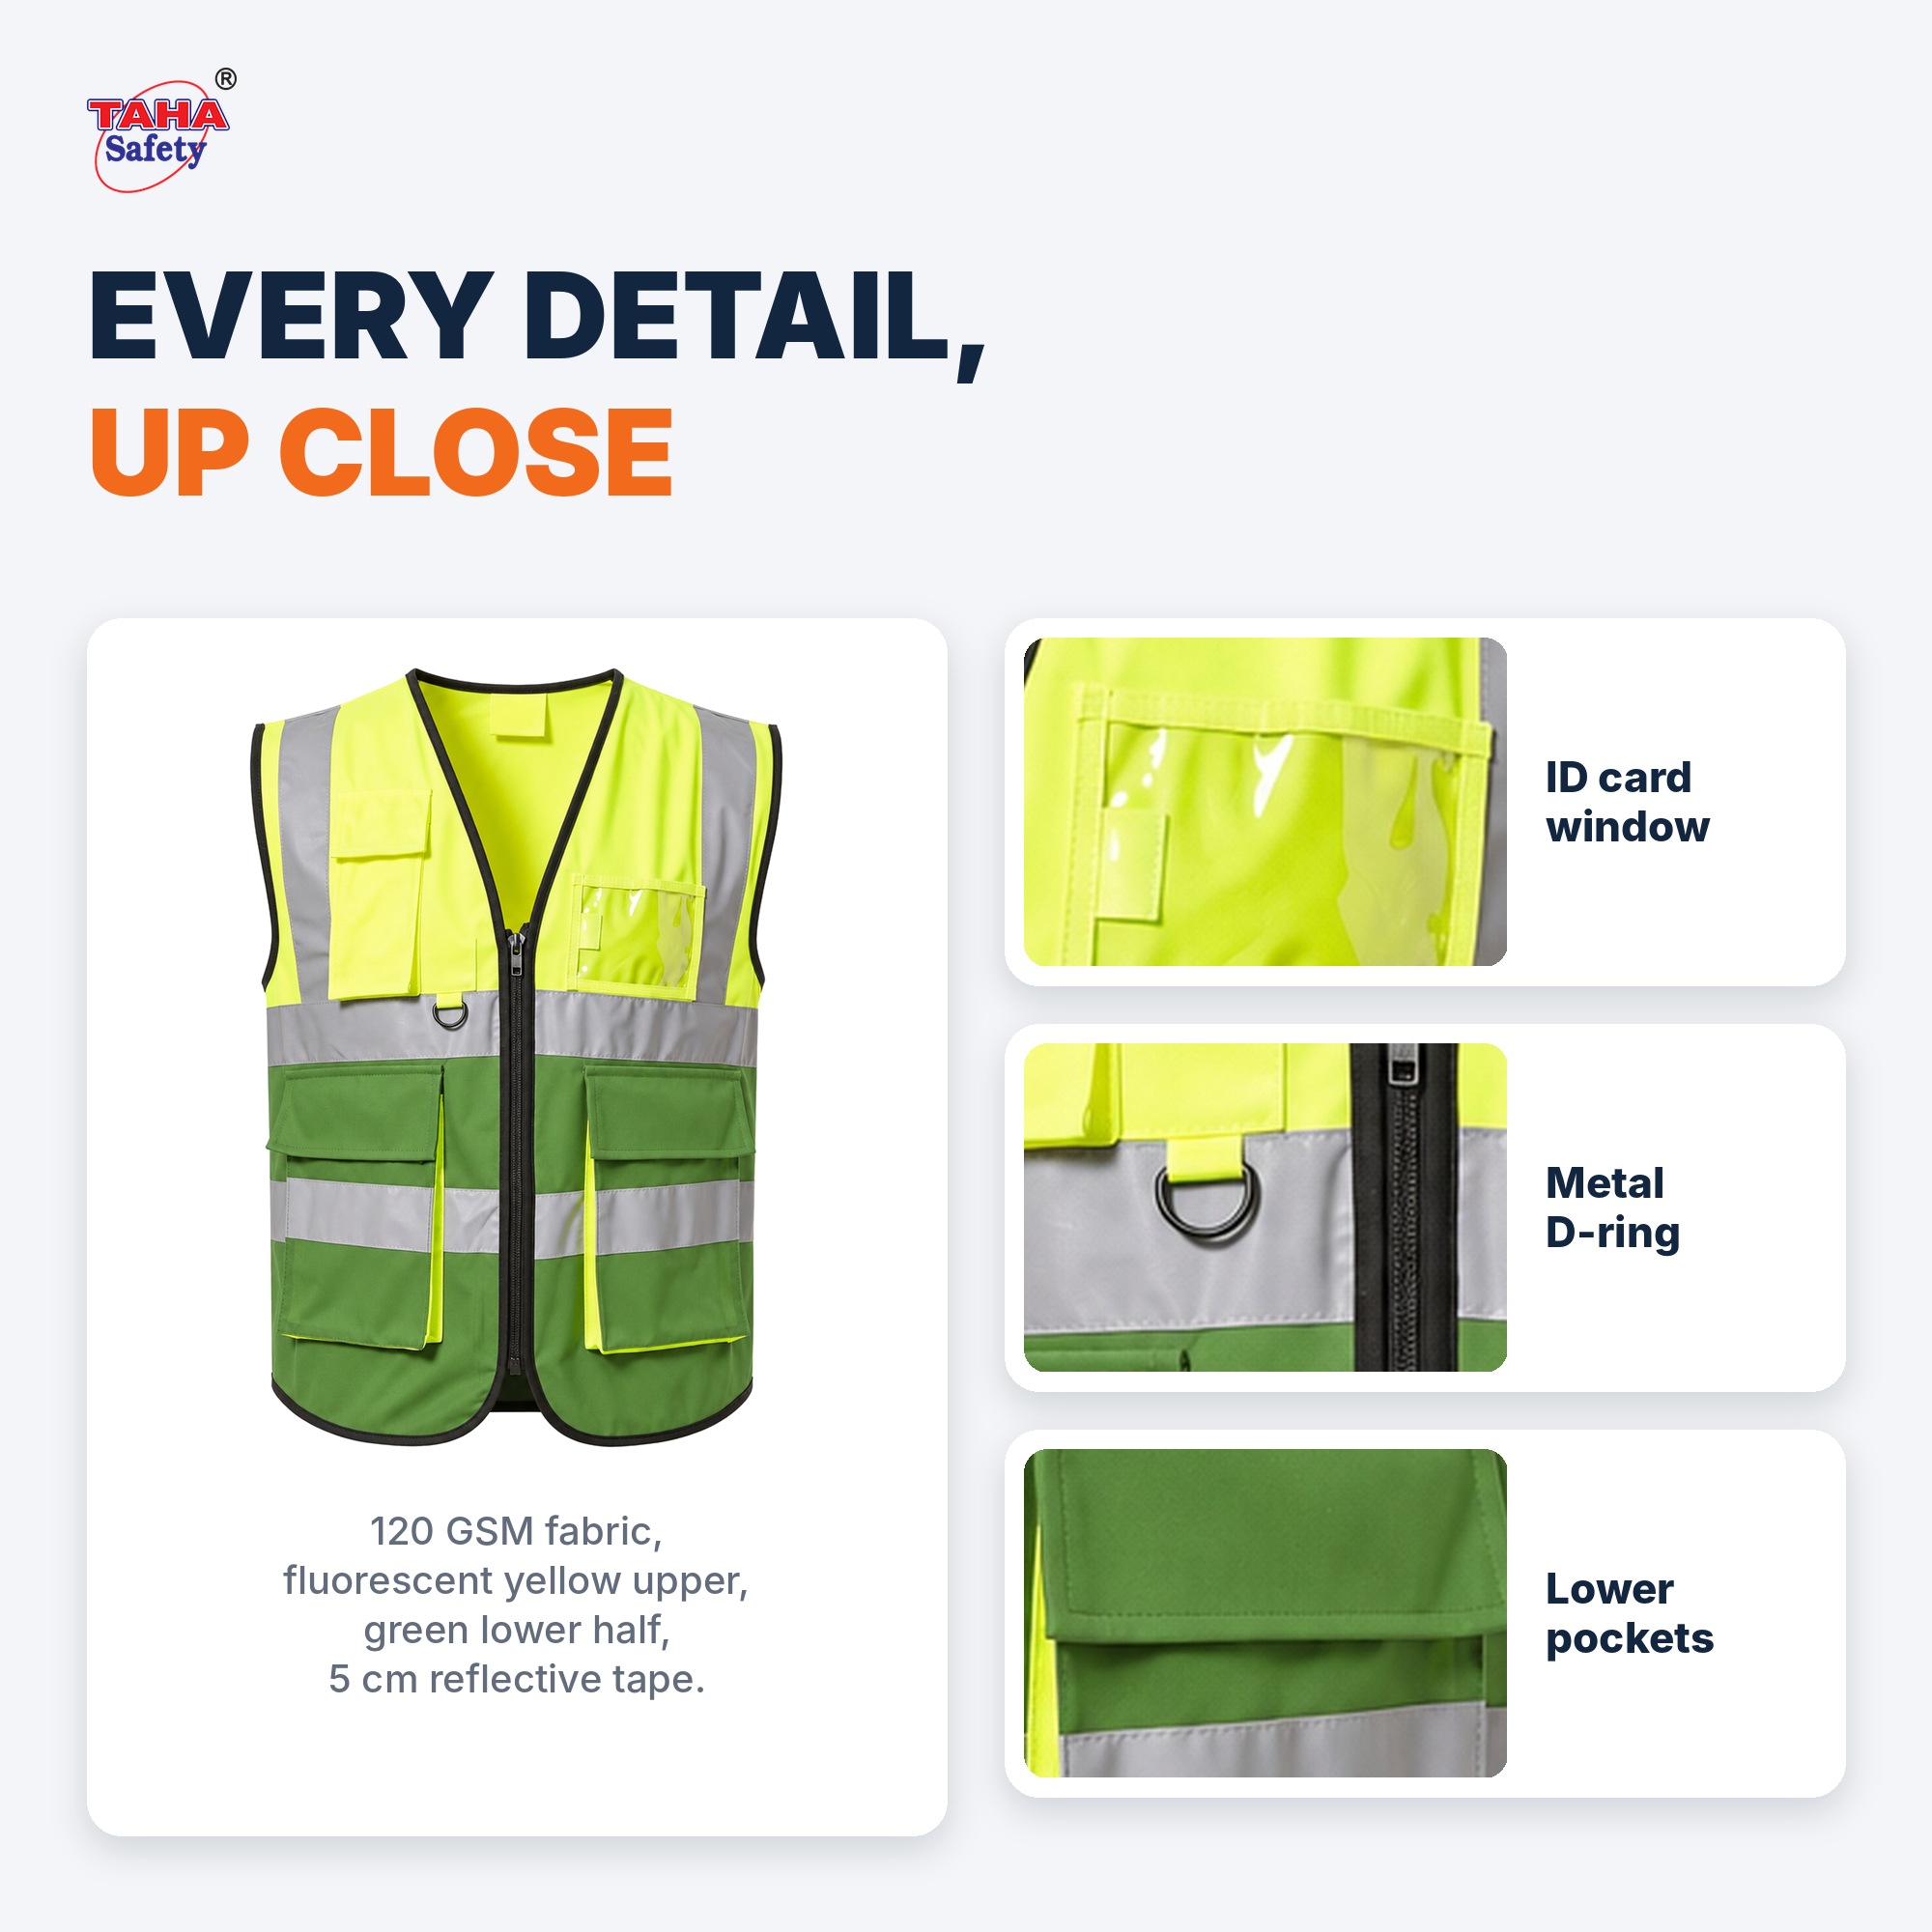 TAHA ®
Safety
EVERY DETAIL,
UP CLOSE
120 GSM fabric,
fluorescent yellow upper,
green lower half,
5 cm reflective tape.
ID card
window
Metal
D-ring
Lower
pockets